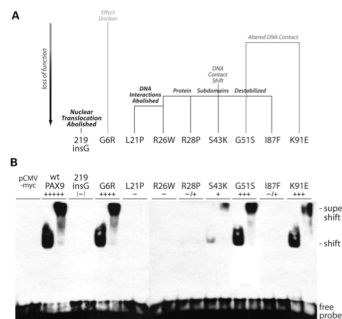 A
Effect
Unclear
Altered DNA Contact
loss of function
DNA
Contact
Shift
DNA
Interactions
Abolished
Protein Subdomains Destabilized
Nuclear
Translocation
Abolished
219
insG
G6R L21P R26W R28P S43K G51S I87F K91E
B
pCMV
-myc
wt
PAX9
219
insG
G6R L21P R26W R28P S43K G51S I87F K91E
+++++ (−) ++++ − − −/+ + +++ −/+ +++
- supe
shift
- shift
free
probe